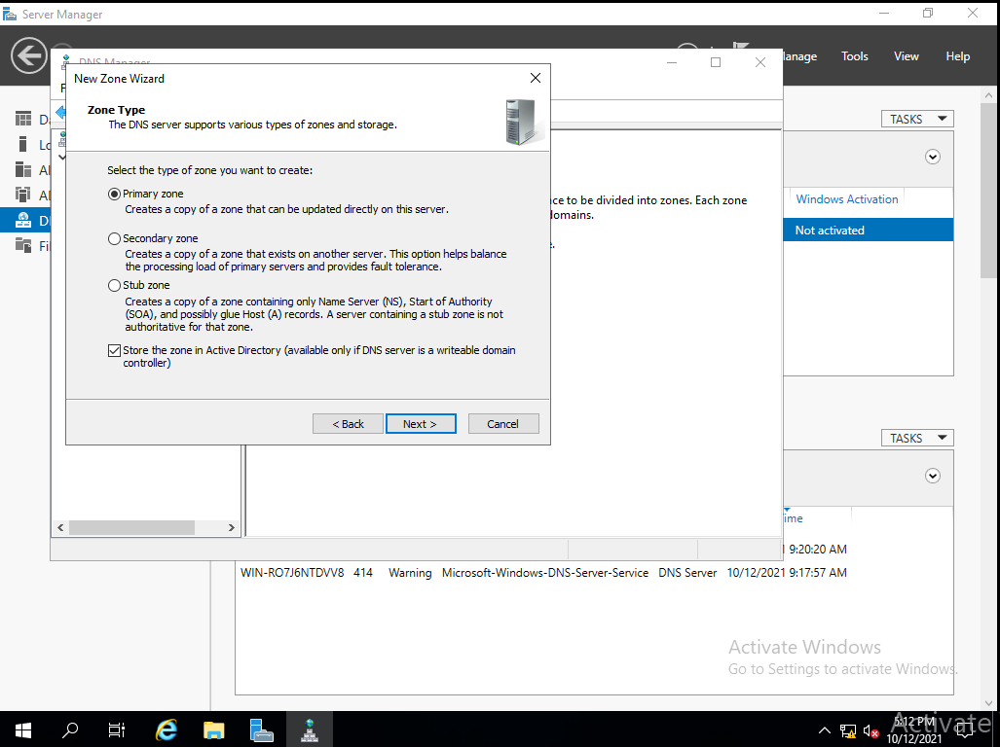 Server Manager
Manage
Tools
View
Help
DNS Manager
New Zone Wizard
Zone Type
The DNS server supports various types of zones and storage.
Select the type of zone you want to create:
Primary zone
Creates a copy of a zone that can be updated directly on this server.
Secondary zone
Creates a copy of a zone that exists on another server. This option helps balance
the processing load of primary servers and provides fault tolerance.
Stub zone
Creates a copy of a zone containing only Name Server (NS), Start of Authority
(SOA), and possibly glue Host (A) records. A server containing a stub zone is not
authoritative for that zone.
Store the zone in Active Directory (available only if DNS server is a writeable domain
controller)
< Back
Next >
Cancel
to be divided into zones. Each zone
domains.
TASKS
Windows Activation
Not activated
TASKS
9:20:20 AM
WIN-RO7J6NTDVV8 414 Warning Microsoft-Windows-DNS-Server-Service DNS Server 10/12/2021 9:17:57 AM
Activate Windows
Go to Settings to activate Windows.
5:12 PM
10/12/2021
Activate